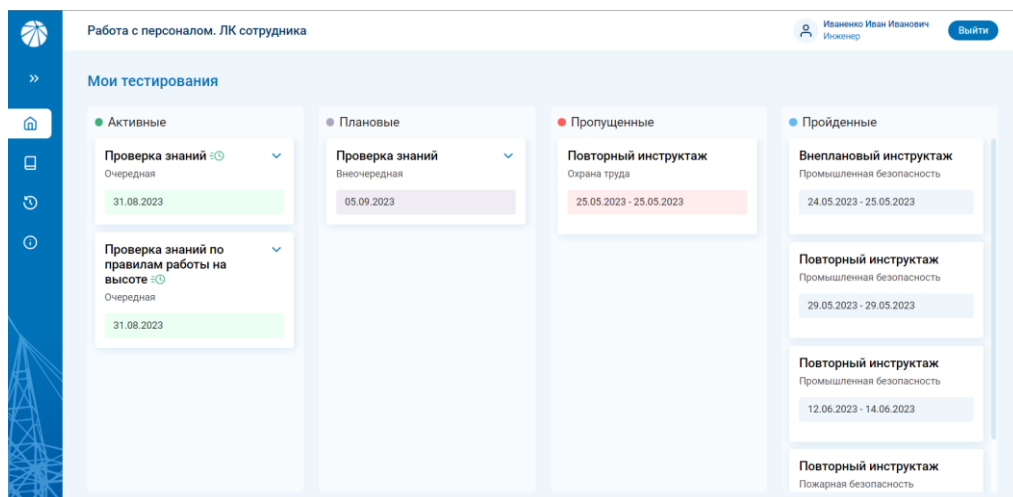 Работа с персоналом. ЛК сотрудника
Иваненко Иван Иванович
Инженер
Выйти
Мои тестирования
Активные
Проверка знаний
Очередная
31.08.2023
Проверка знаний по
правилам работы на
высоте
Очередная
31.08.2023
Плановые
Проверка знаний
Внеочередная
05.09.2023
Пропущенные
Повторный инструктаж
Охрана труда
25.05.2023 - 25.05.2023
Пройденные
Внеплановый инструктаж
Промышленная безопасность
24.05.2023 - 25.05.2023
Повторный инструктаж
Промышленная безопасность
29.05.2023 - 29.05.2023
Повторный инструктаж
Промышленная безопасность
12.06.2023 - 14.06.2023
Повторный инструктаж
Пожарная безопасность